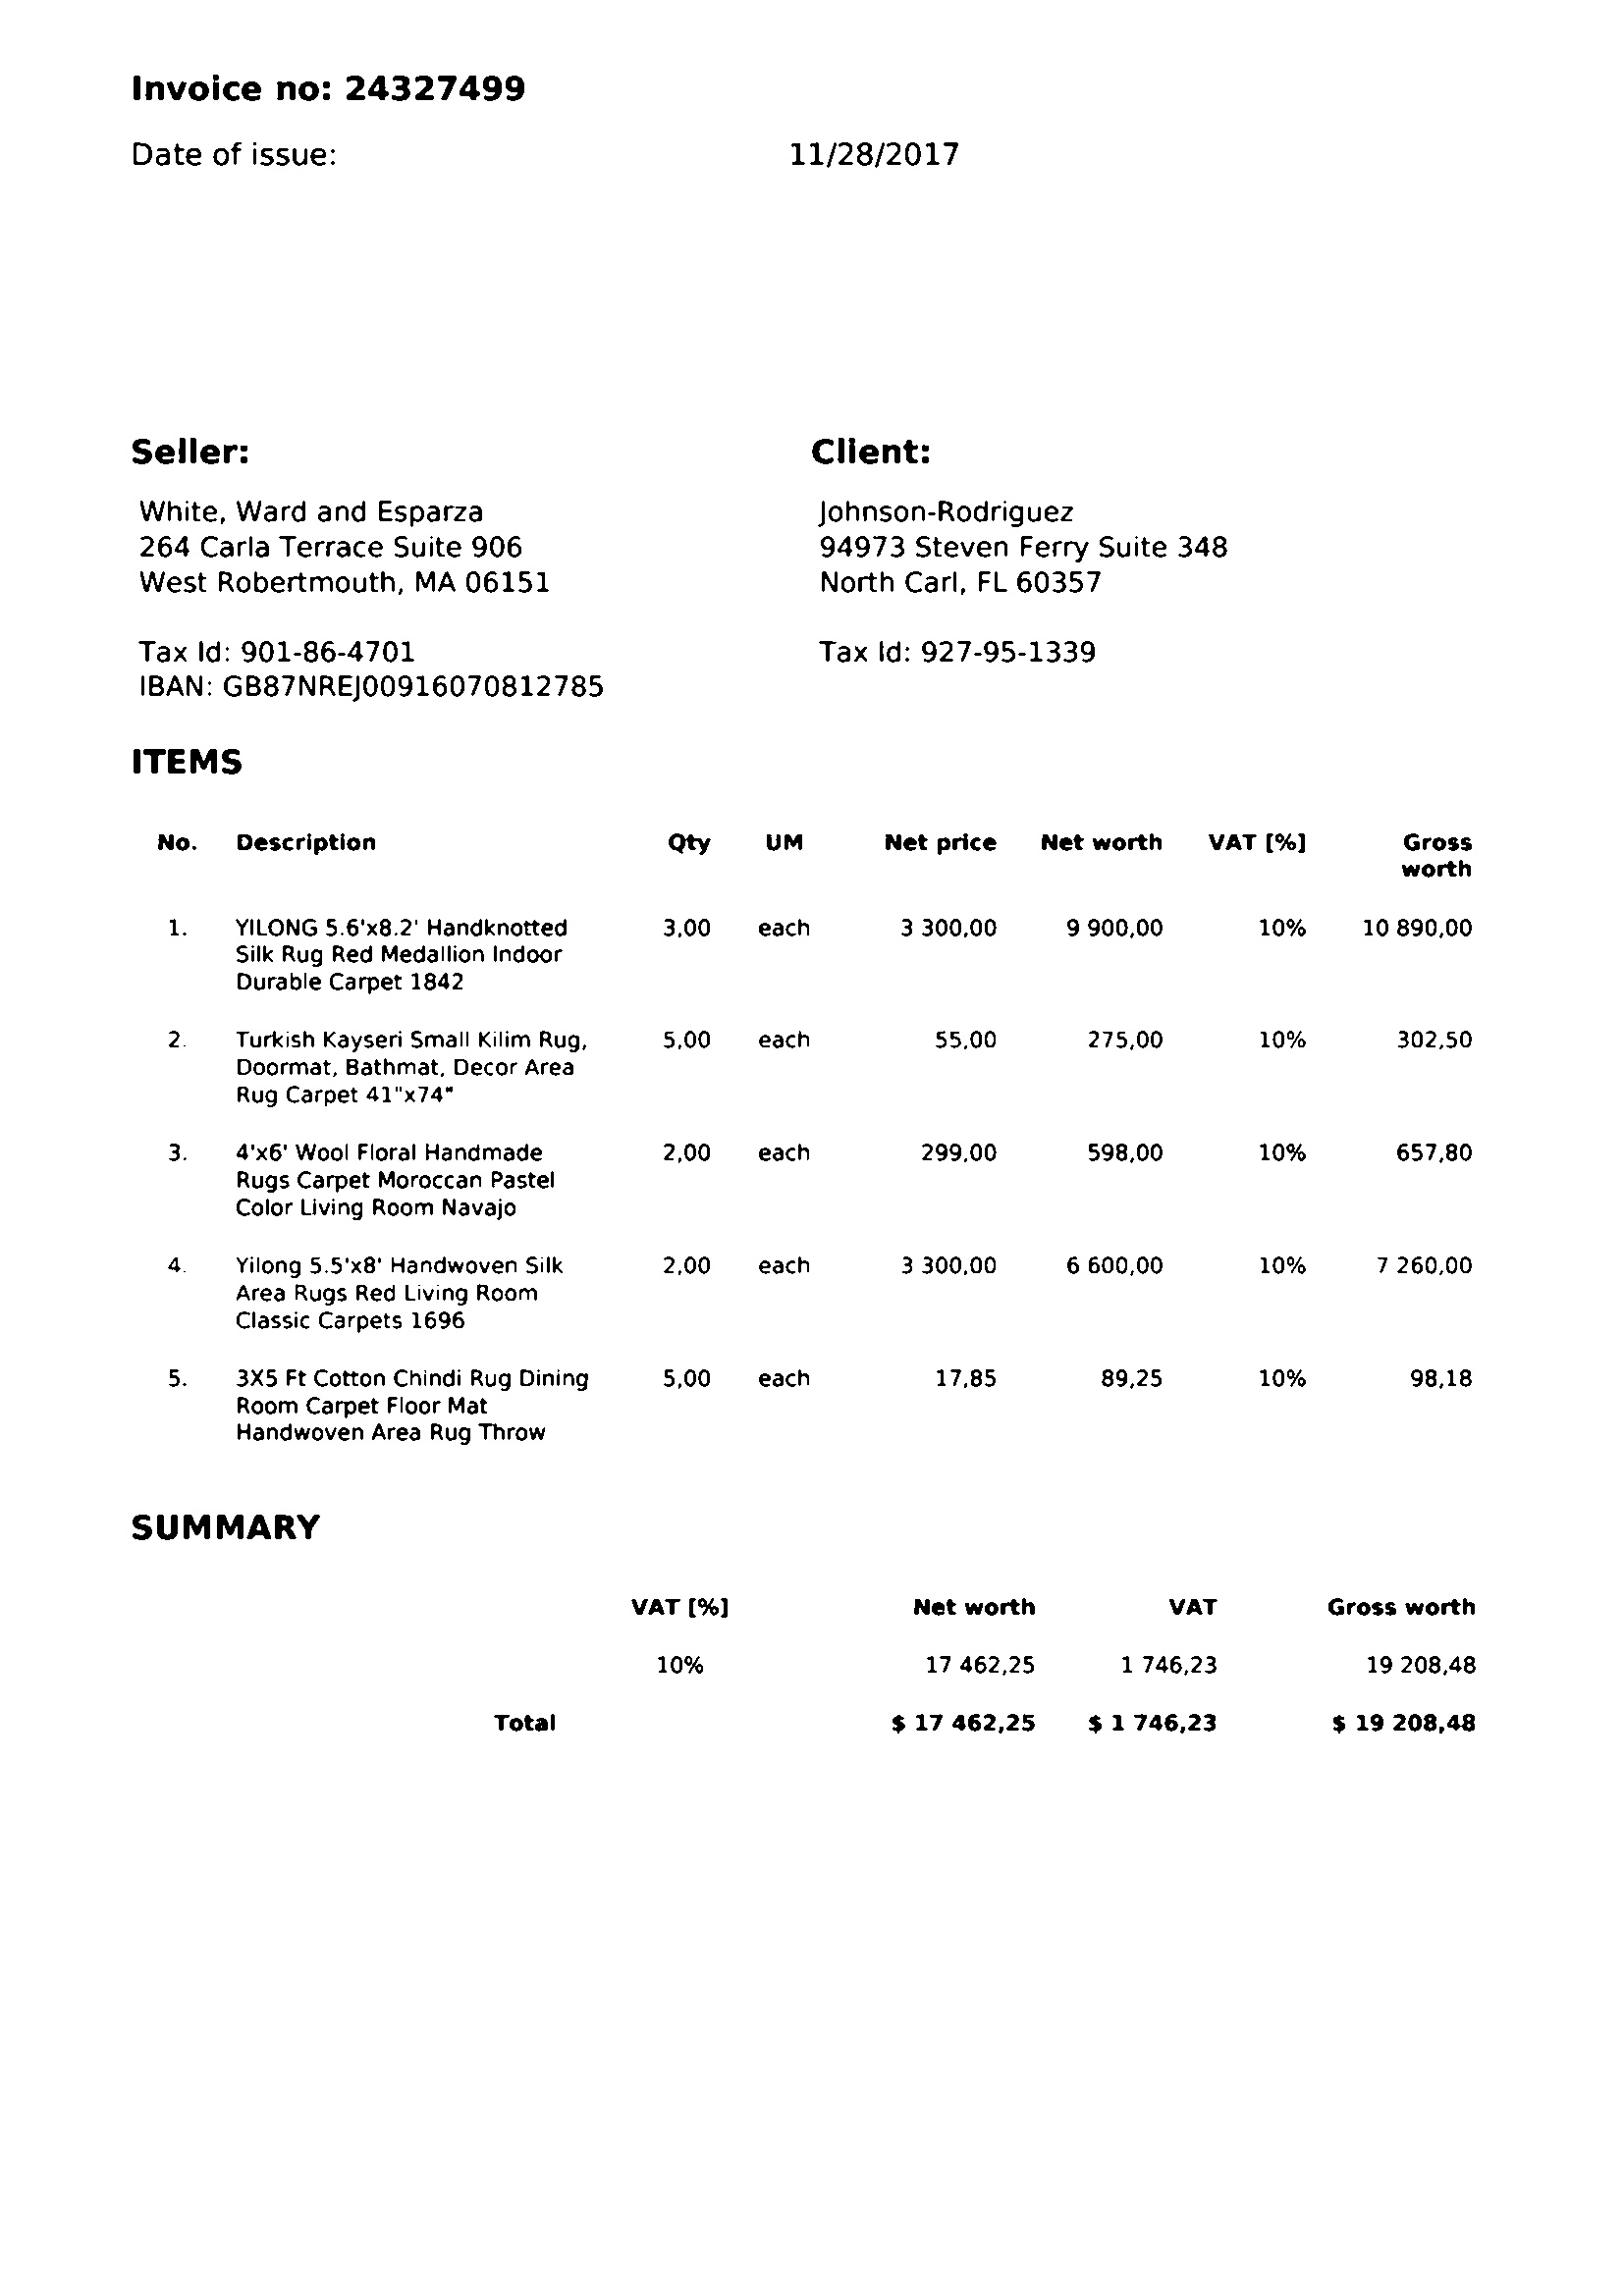 Invoice no: 24327499
Date of issue: 11/28/2017
Seller: Client:
White, Ward and Esparza Johnson-Rodriguez
264 Carla Terrace Suite 906 94973 Steven Ferry Suite 348
West Robertmouth, MA 06151 North Carl, FL 60357
Tax Id: 901-86-4701 Tax Id: 927-95-1339
IBAN: GB87NREJ00916070812785
ITEMS
No. Description Qty UM Net price Net worth VAT [%] Gross
worth
1. YILONG 5.6'x8.2' Handknotted 3,00 each 3 300,00 9 900,00 10% 10 890,00
Silk Rug Red Medallion Indoor
Durable Carpet 1842
2. Turkish Kayseri Small Kilim Rug, 5,00 each 55,00 275,00 10% 302,50
Doormat, Bathmat, Decor Area
Rug Carpet 41"x74"
3. 4'x6' Wool Floral Handmade 2,00 each 299,00 598,00 10% 657,80
Rugs Carpet Moroccan Pastel
Color Living Room Navajo
4. Yilong 5.5'x8' Handwoven Silk 2,00 each 3 300,00 6 600,00 10% 7 260,00
Area Rugs Red Living Room
Classic Carpets 1696
5. 3X5 Ft Cotton Chindi Rug Dining 5,00 each 17,85 89,25 10% 98,18
Room Carpet Floor Mat
Handwoven Area Rug Throw
SUMMARY
VAT [%] Net worth VAT Gross worth
10% 17 462,25 1 746,23 19 208,48
Total $ 17 462,25 $ 1 746,23 $ 19 208,48